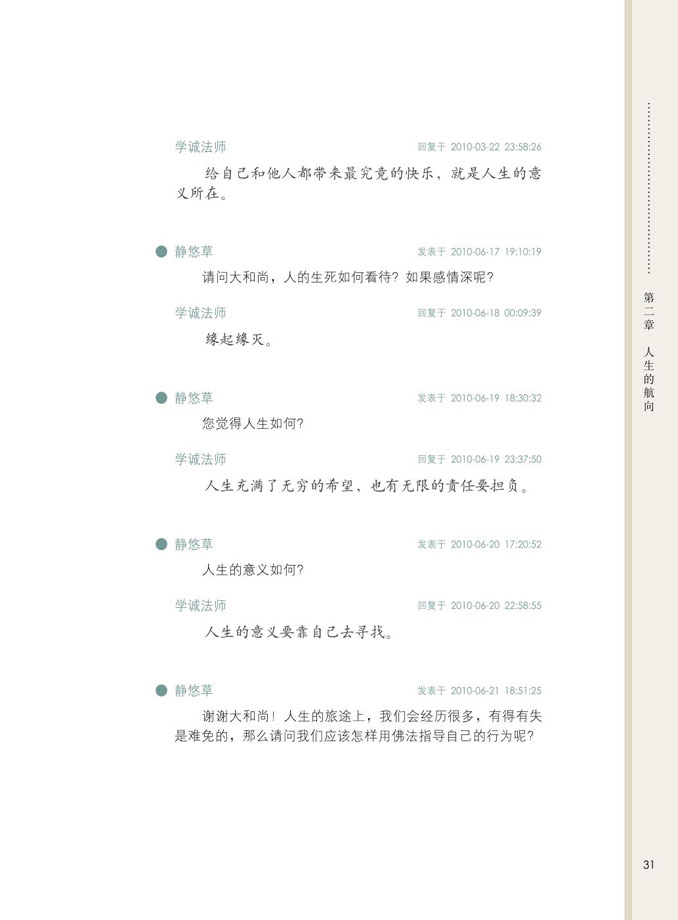 学诚法师 回复于 2010-03-22 23:58:26
给自己和他人都带来最究竟的快乐，就是人生的意
义所在。
静悠草 发表于 2010-06-17 19:10:19
请问大和尚，人的生死如何看待？如果感情深呢？
学诚法师 回复于 2010-06-18 00:09:39
缘起缘灭。
静悠草 发表于 2010-06-19 18:30:32
您觉得人生如何？
学诚法师 回复于 2010-06-19 23:37:50
人生充满了无穷的希望，也有无限的责任要担负。
静悠草 发表于 2010-06-20 17:20:52
人生的意义如何？
学诚法师 回复于 2010-06-20 22:58:55
人生的意义要靠自己去寻找。
静悠草 发表于 2010-06-21 18:51:25
谢谢大和尚！人生的旅途上，我们会经历很多，有得有失
是难免的，那么请问我们应该怎样用佛法指导自己的行为呢？
第二章 人生的航向
31